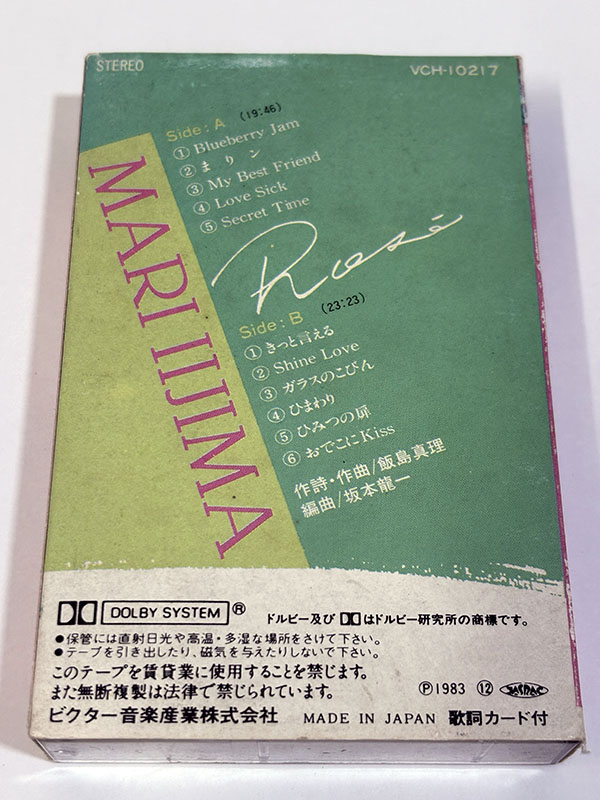 STEREO VCH-10217
Side: A (19:46)
① Blueberry Jam
② まりン
③ My Best Friend
④ Love Sick
⑤ Secret Time
Rosé
Side: B (23:23)
① きっと言える
② Shine Love
③ ガラスのこびん
④ ひまわり
⑤ ひみつの扉
⑥ おでこにKiss
作詩・作曲/飯島真理
編曲/坂本龍一
MARI IIJIMA
DOLBY SYSTEM ® ドルビー及びはドルビー研究所の商標です。
●保管には直射日光や高温・多湿な場所をさけて下さい。
●テープを引き出したり、磁気を与えたりしないで下さい。
このテープを賃貸業に使用することを禁じます。
また無断複製は法律で禁じられています。
Ⓟ1983 ⑫ JASRAC
ビクター音楽産業株式会社 MADE IN JAPAN 歌詞カード付